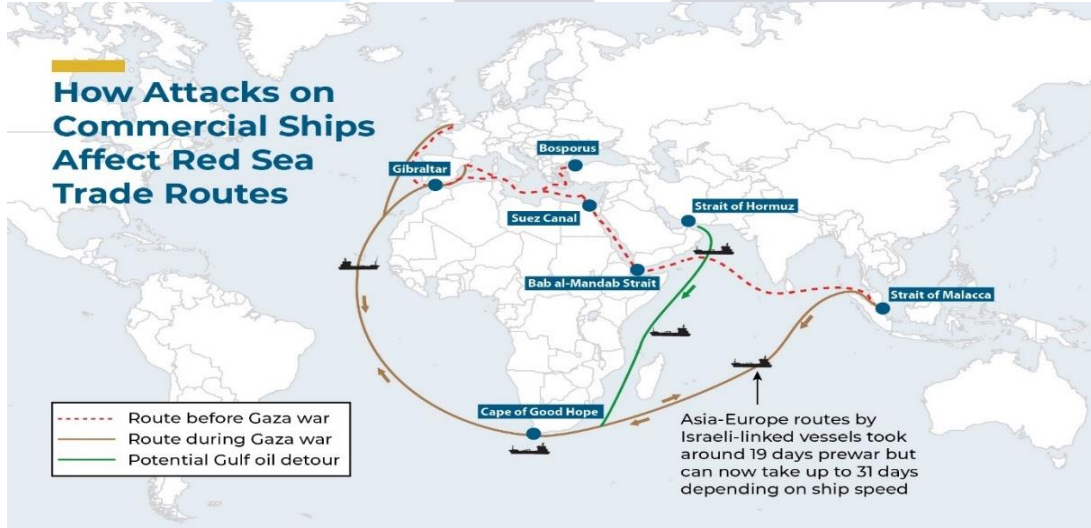 How Attacks on
Commercial Ships
Affect Red Sea
Trade Routes
Bosporus
Gibraltar
Suez Canal
Strait of Hormuz
Bab al-Mandab Strait
Strait of Malacca
Cape of Good Hope
Route before Gaza war
Route during Gaza war
Potential Gulf oil detour
Asia-Europe routes by
Israeli-linked vessels took
around 19 days prewar but
can now take up to 31 days
depending on ship speed